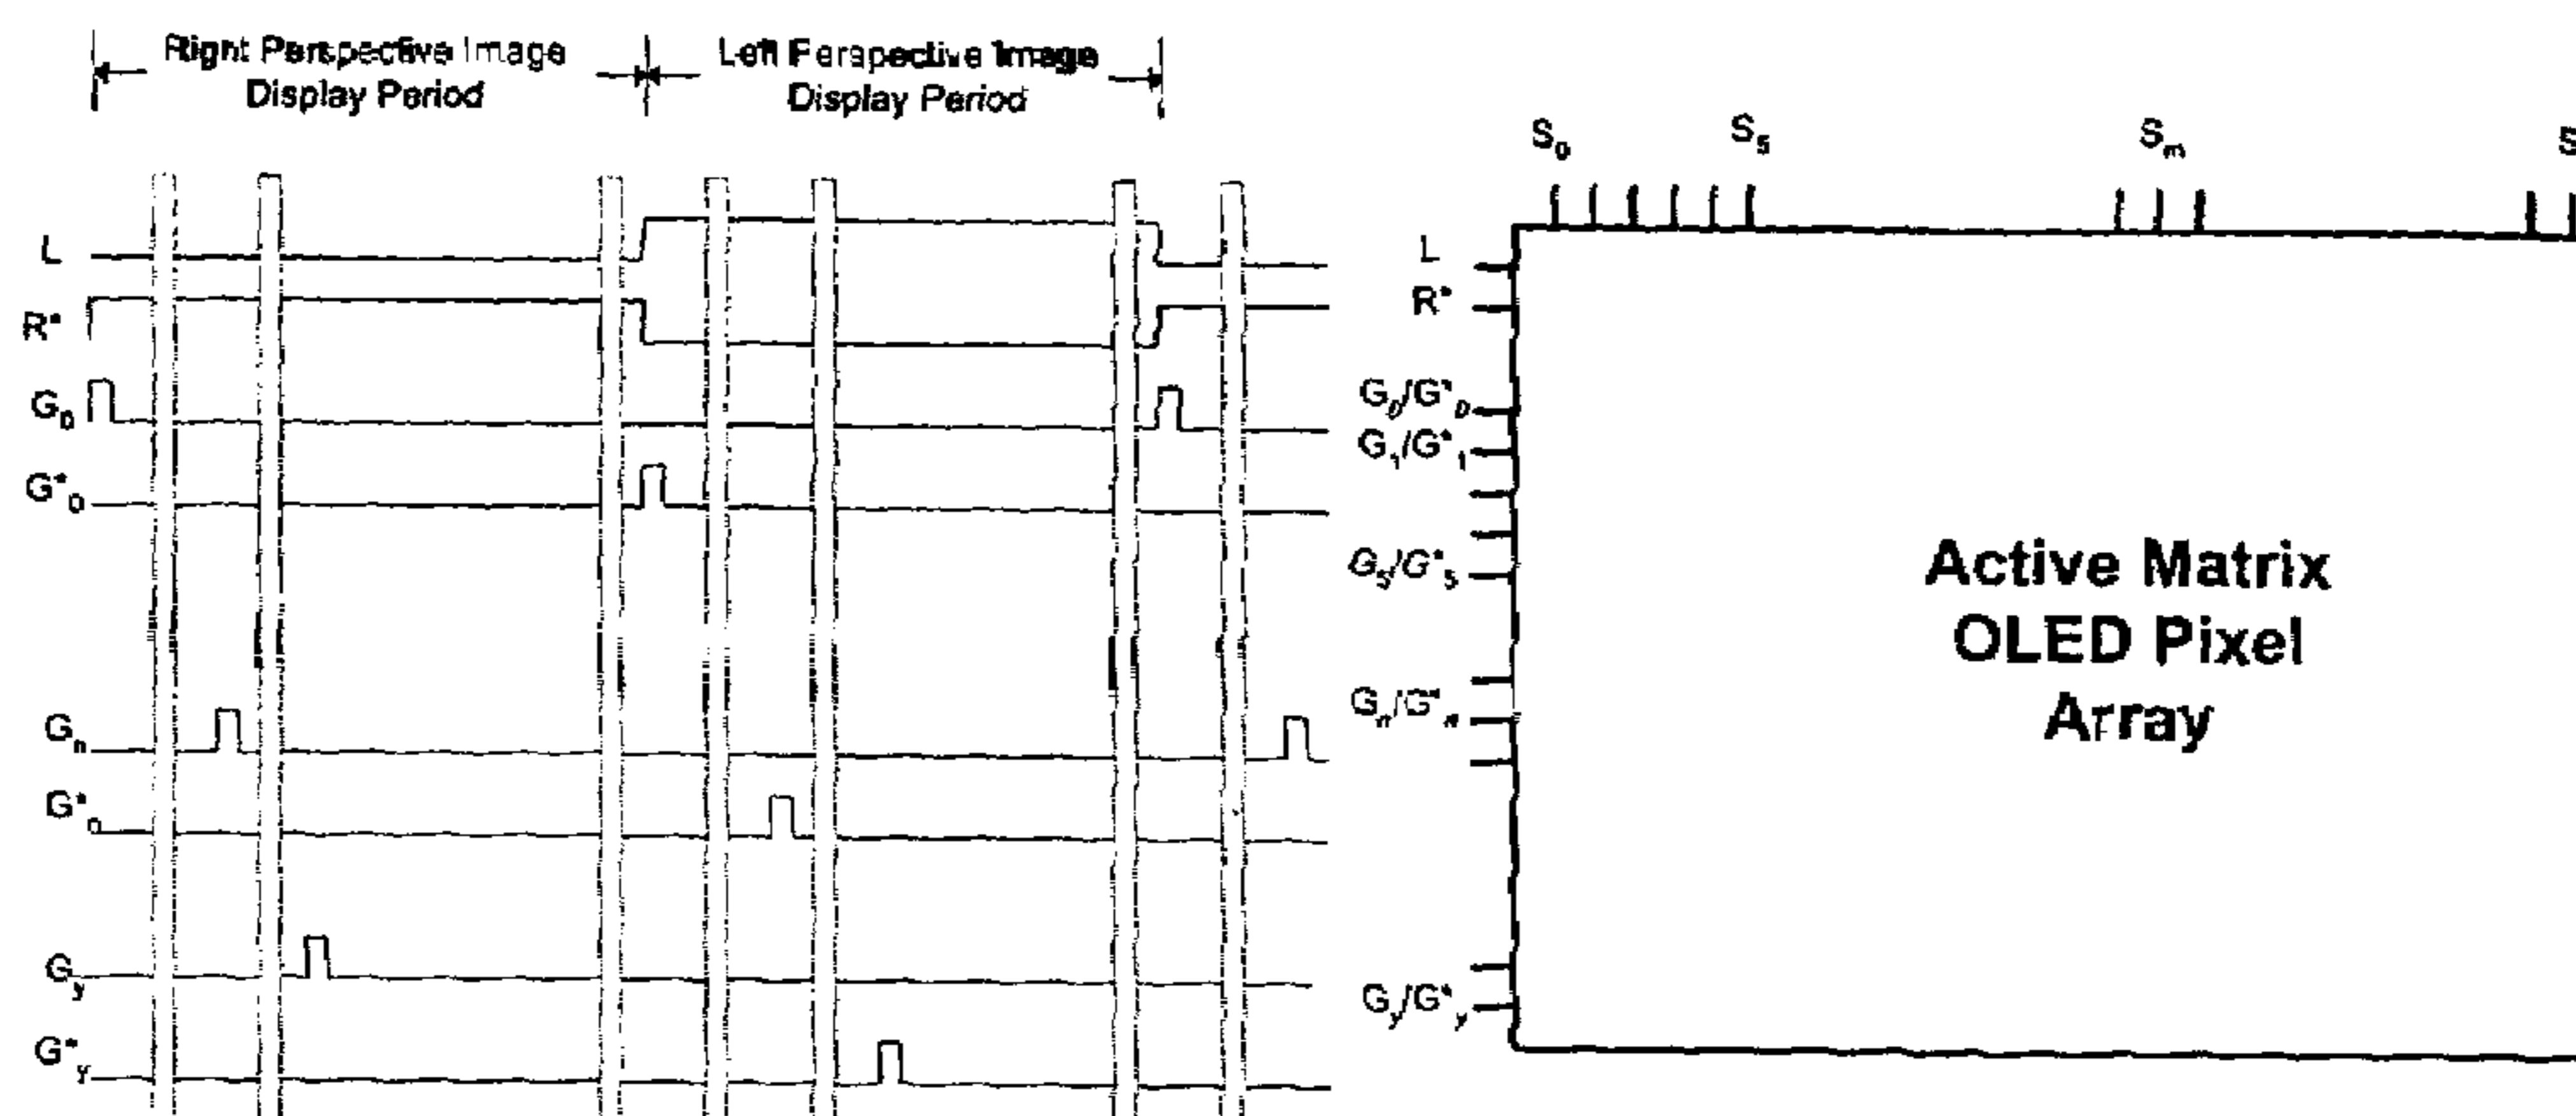 Right Perspective Image
Display Period
Left Perspective Image
Display Period
L
R*
G0
G*0
Gn
G*n
Gy
G*y
S0
S5
Sm
S
L
R*
G0/G*0
G1/G*1
G5/G*5
Gn/G*n
Gy/G*y
Active Matrix
OLED Pixel
Array